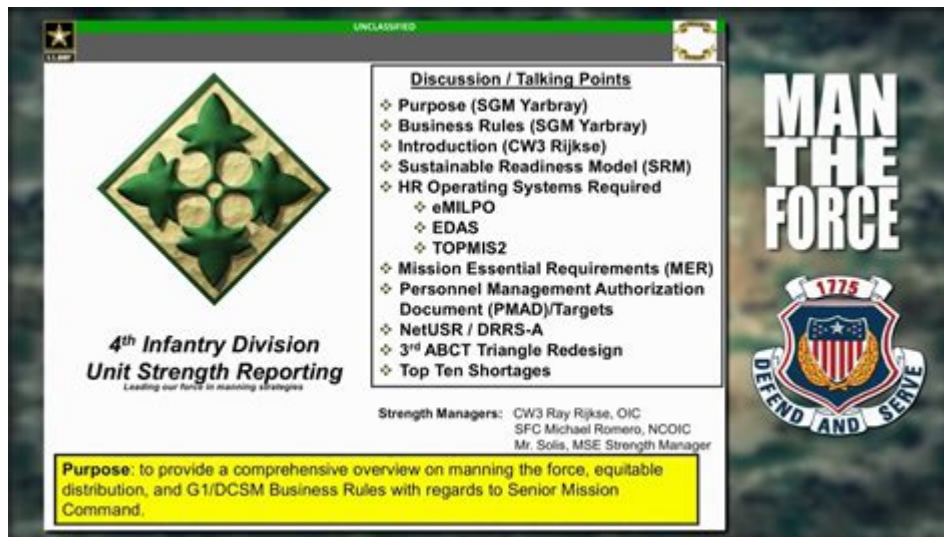 UNCLASSIFIED
U.S. ARMY
Discussion / Talking Points
❖ Purpose (SGM Yarbray)
❖ Business Rules (SGM Yarbray)
❖ Introduction (CW3 Rijkse)
❖ Sustainable Readiness Model (SRM)
❖ HR Operating Systems Required
❖ eMILPO
❖ EDAS
❖ TOPMIS2
❖ Mission Essential Requirements (MER)
❖ Personnel Management Authorization
Document (PMAD)/Targets
❖ NetUSR / DRRS-A
❖ 3rd ABCT Triangle Redesign
❖ Top Ten Shortages
4th Infantry Division
Unit Strength Reporting
Leading our force in manning strategies
Strength Managers: CW3 Ray Rijkse, OIC
SFC Michael Romero, NCOIC
Mr. Solis, MSE Strength Manager
Purpose: to provide a comprehensive overview on manning the force, equitable
distribution, and G1/DCSM Business Rules with regards to Senior Mission
Command.
MAN
THE
FORCE
1775
DEFEND AND SERVE